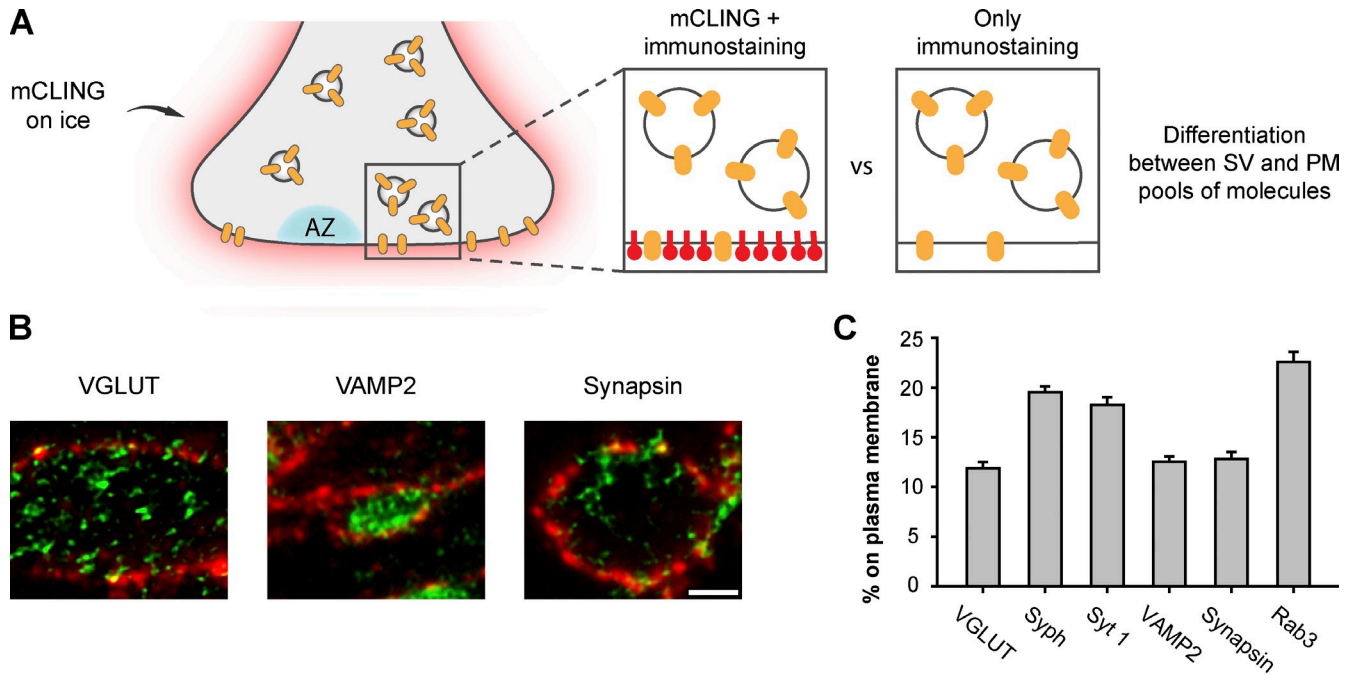 A
mCLING
on ice
AZ
mCLING +
immunostaining
vs
Only
immunostaining
Differentiation
between SV and PM
pools of molecules
B
VGLUT
VAMP2
Synapsin
C
% on plasma membrane
25
20
15
10
5
0
VGLUT
Syph
Syt 1
VAMP2
Synapsin
Rab3